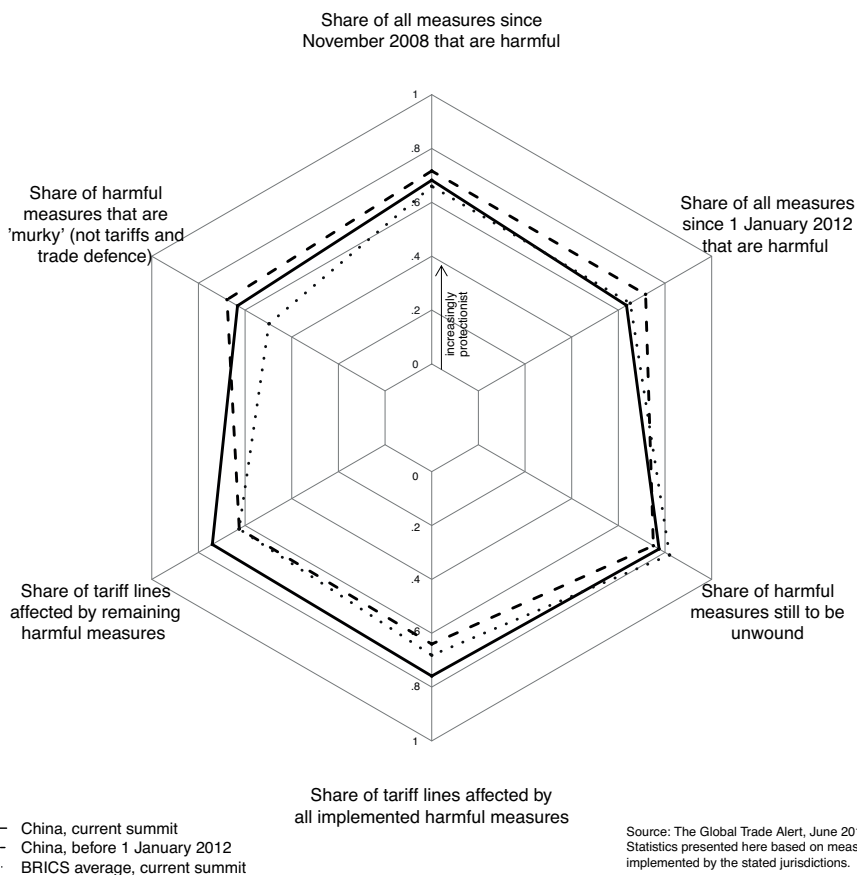 Share of all measures since
November 2008 that are harmful
1
.8
Share of harmful
measures that are
'murky' (not tariffs and
trade defence)
Share of all measures
since 1 January 2012
that are harmful
.6
.4
increasingly
protectionist
.2
0
0
.2
.4
.6
.8
1
Share of tariff lines
affected by remaining
harmful measures
Share of harmful
measures still to be
unwound
Share of tariff lines affected by
all implemented harmful measures
China, current summit
China, before 1 January 2012
BRICS average, current summit
Source: The Global Trade Alert, June
Statistics presented here based on
implemented by the stated jurisdictions.